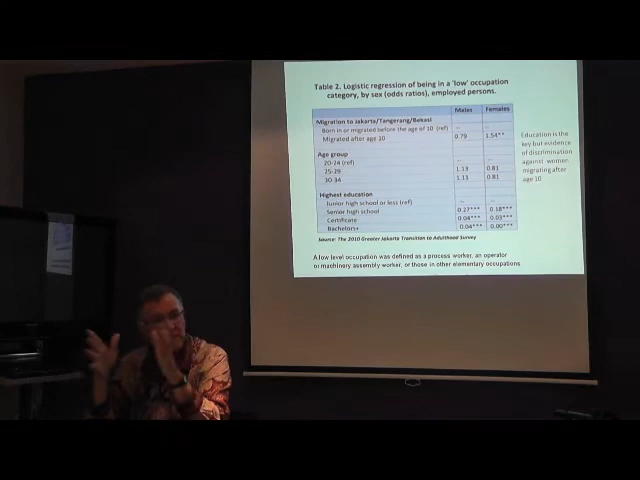 Table 2. Logistic regression of being in a 'low' occupation
category, by sex (odds ratios), employed persons.
Males Females
Migration to Jakarta/Tangerang/Bekasi
Born in or migrated before the age of 10 (ref) -- --
Migrated after age 10 0.79 1.54**
Age group
20-24 (ref) -- --
25-29 1.13 0.81
30-34 1.13 0.81
Highest education
Junior high school or less (ref) -- --
Senior high school 0.27*** 0.18***
Certificate 0.04*** 0.03***
Bachelor+ 0.04*** 0.00***
Source: The 2010 Greater Jakarta Transition to Adulthood Survey
Education is the
key but evidence
of discrimination
against women
migrating after
age 10
A low level occupation was defined as a process worker, an operator
or machinery assembly worker, or those in other elementary occupations